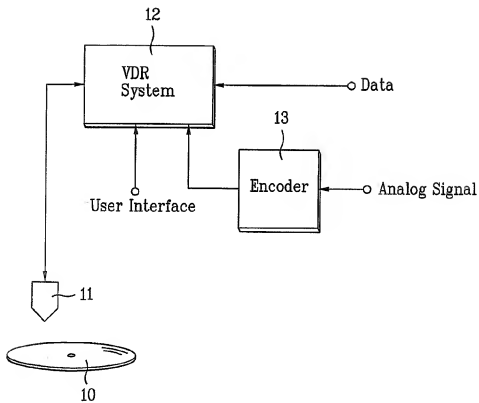 12
VDR
System
Data
13
Encoder
Analog Signal
User Interface
11
10